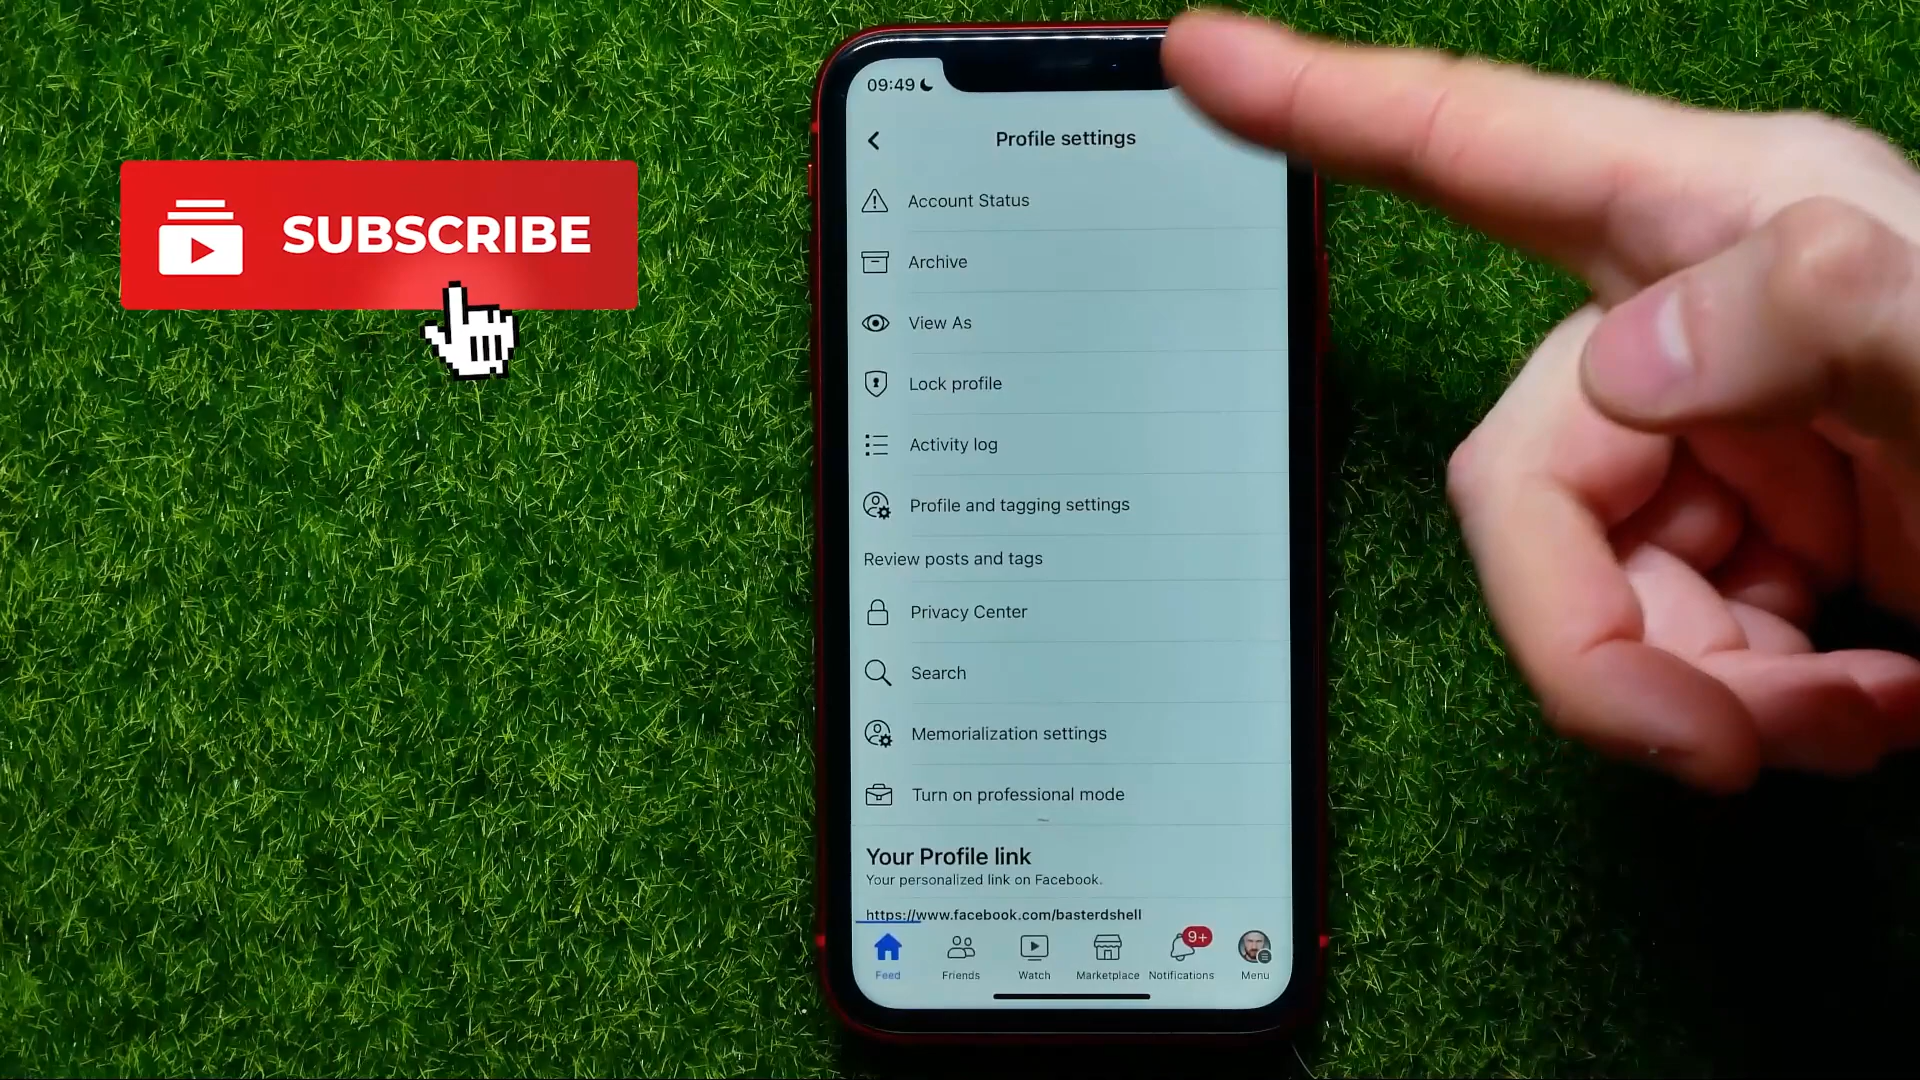 09:49
Profile settings
SUBSCRIBE
Account Status
Archive
View As
Lock profile
Activity log
Profile and tagging settings
Review posts and tags
Privacy Center
Search
Memorialization settings
Turn on professional mode
Your Profile link
Your personalized link on Facebook.
https://www.facebook.com/basterdshell
9+
Feed
Friends
Watch
Marketplace
Notifications
Menu